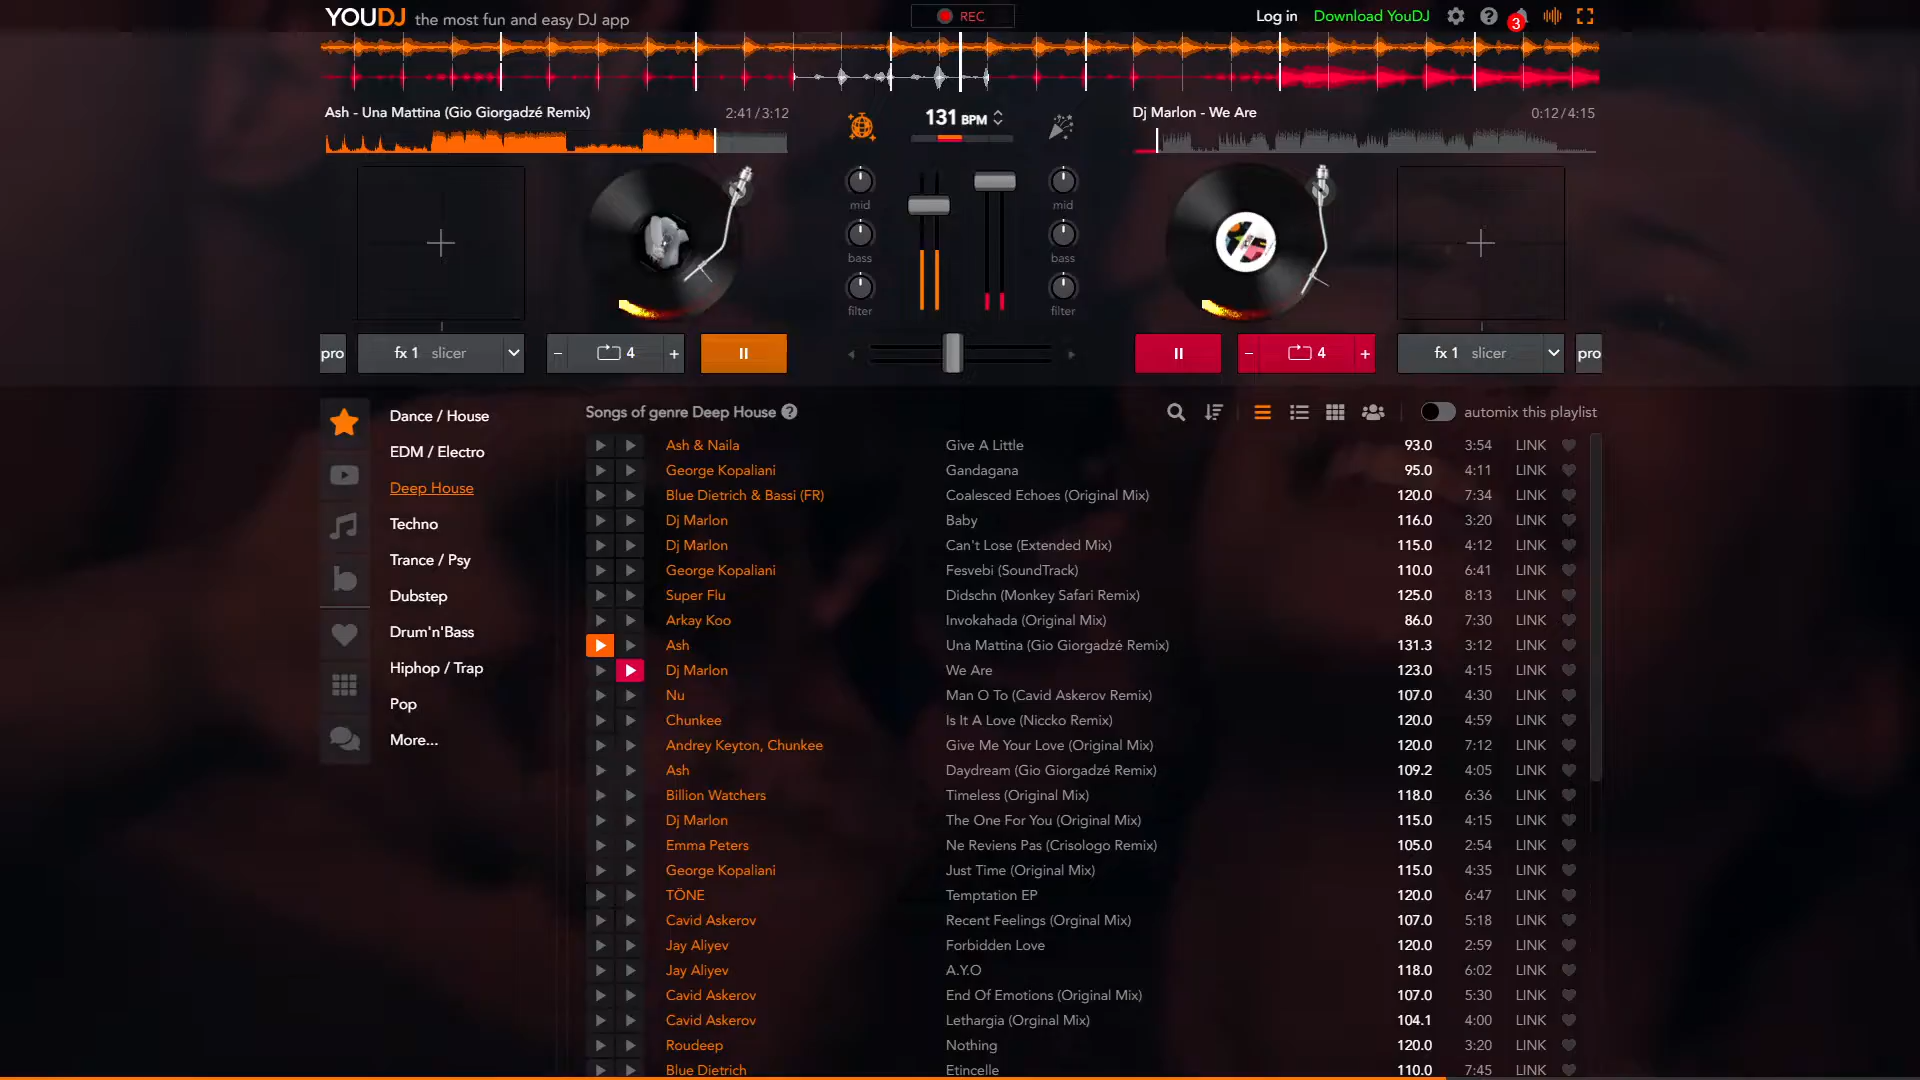 YOUDJ the most fun and easy DJ app
REC
Log in
Download YouDJ
3
Ash - Una Mattina (Gio Giorgadzé Remix)
2:41/3:12
131 BPM
Dj Marlon - We Are
0:12/4:15
mid
mid
bass
bass
filter
filter
pro
fx 1 slicer
4
4
fx 1 slicer
pro
Dance / House
EDM / Electro
Deep House
Techno
Trance / Psy
Dubstep
Drum'n'Bass
Hiphop / Trap
Pop
More...
Songs of genre Deep House
automix this playlist
Ash & Naila Give A Little 93.0 3:54 LINK
George Kopaliani Gandagana 95.0 4:11 LINK
Blue Dietrich & Bassi (FR) Coalesced Echoes (Original Mix) 120.0 7:34 LINK
Dj Marlon Baby 116.0 3:20 LINK
Dj Marlon Can't Lose (Extended Mix) 115.0 4:12 LINK
George Kopaliani Fesvebi (SoundTrack) 110.0 6:41 LINK
Super Flu Didschn (Monkey Safari Remix) 125.0 8:13 LINK
Arkay Koo Invokahada (Original Mix) 86.0 7:30 LINK
Ash Una Mattina (Gio Giorgadzé Remix) 131.3 3:12 LINK
Dj Marlon We Are 123.0 4:15 LINK
Nu Man O To (Cavid Askerov Remix) 107.0 4:30 LINK
Chunkee Is It A Love (Niccko Remix) 120.0 4:59 LINK
Andrey Keyton, Chunkee Give Me Your Love (Original Mix) 120.0 7:12 LINK
Ash Daydream (Gio Giorgadzé Remix) 109.2 4:05 LINK
Billion Watchers Timeless (Original Mix) 118.0 6:36 LINK
Dj Marlon The One For You (Original Mix) 115.0 4:15 LINK
Emma Peters Ne Reviens Pas (Crisologo Remix) 105.0 2:54 LINK
George Kopaliani Just Time (Original Mix) 115.0 4:35 LINK
TÖNE Temptation EP 120.0 6:47 LINK
Cavid Askerov Recent Feelings (Orginal Mix) 107.0 5:18 LINK
Jay Aliyev Forbidden Love 120.0 2:59 LINK
Jay Aliyev A.Y.O 118.0 6:02 LINK
Cavid Askerov End Of Emotions (Original Mix) 107.0 5:30 LINK
Cavid Askerov Lethargia (Orginal Mix) 104.1 4:00 LINK
Roudeep Nothing 120.0 3:20 LINK
Blue Dietrich Etincelle 110.0 7:45 LINK